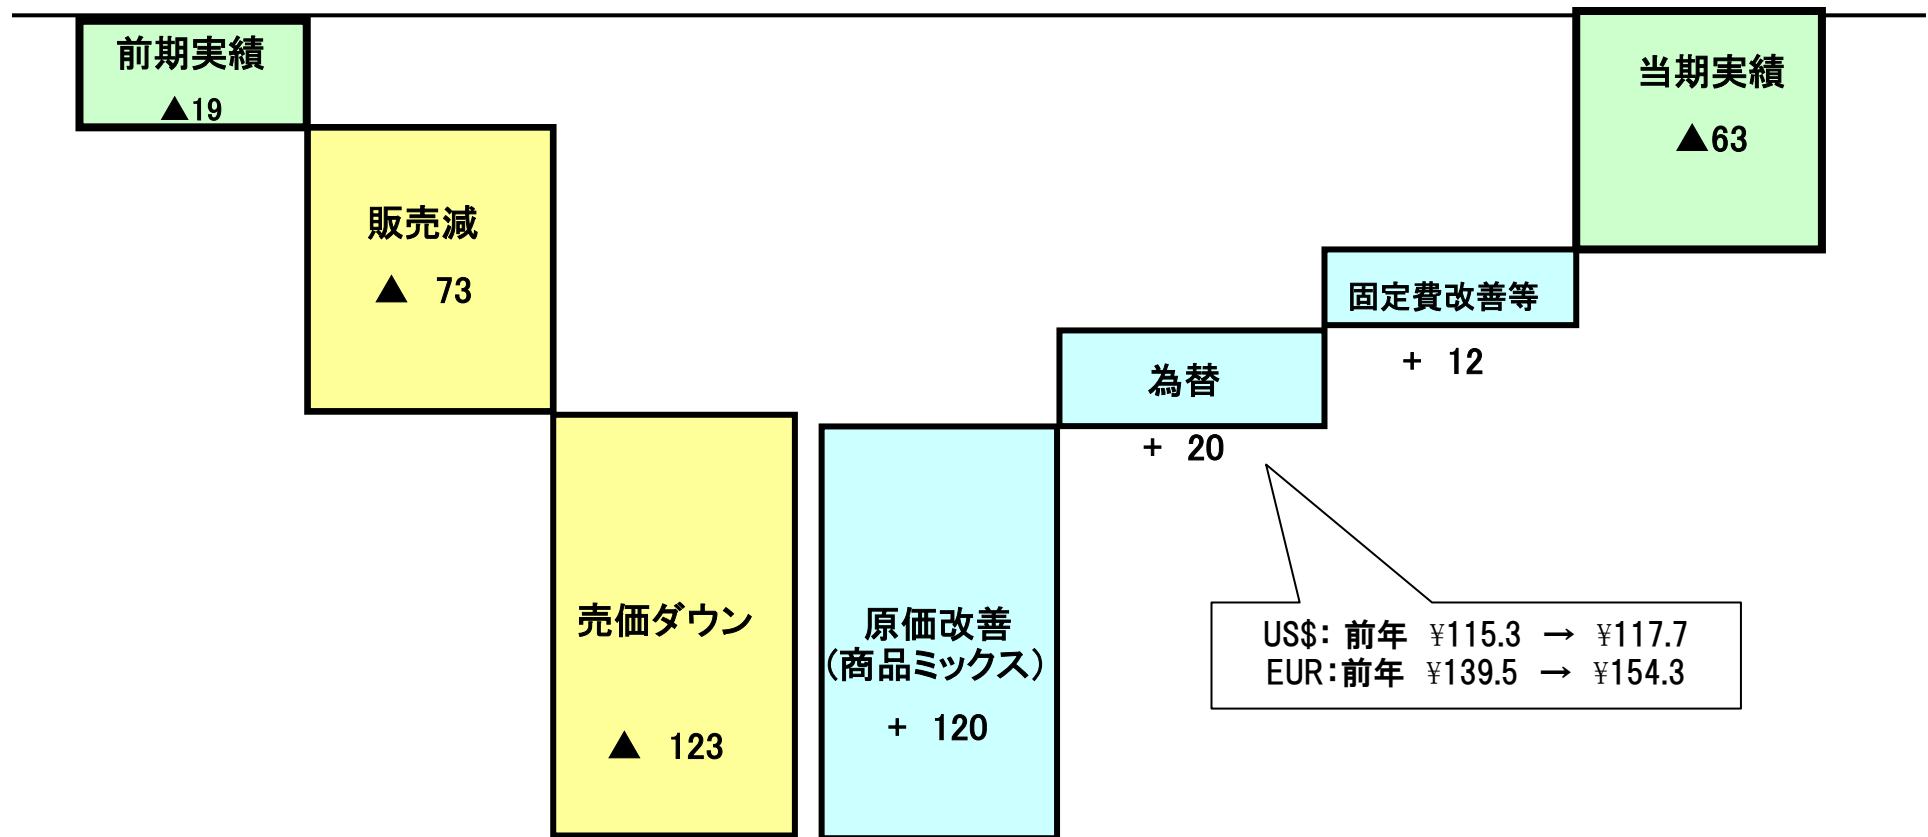 前期実績
▲19
販売減
▲ 73
売価ダウン
▲ 123
原価改善
(商品ミックス)
+ 120
為替
+ 20
固定費改善等
+ 12
当期実績
▲63
US$: 前年 ¥115.3 → ¥117.7
EUR:前年 ¥139.5 → ¥154.3